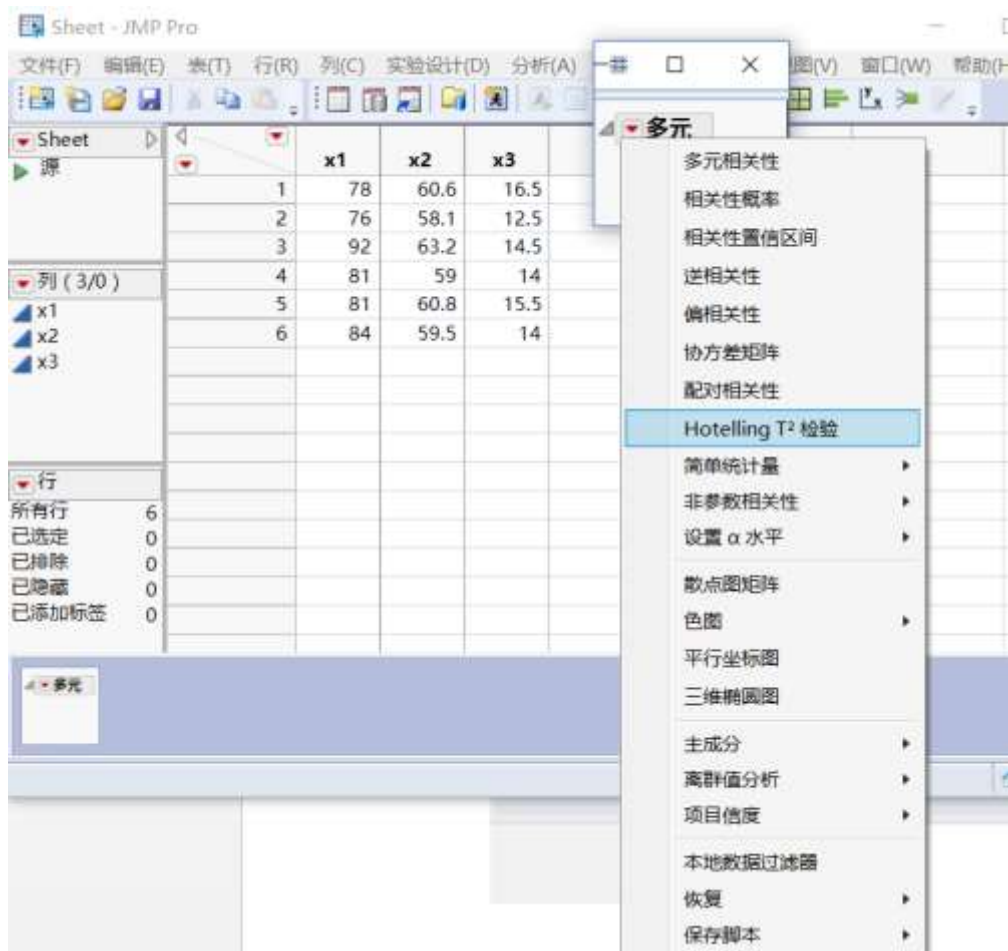 Sheet - JMP Pro
文件(F) 编辑(E) 表(T) 行(R) 列(C) 实验设计(D) 分析(A) 图(V) 窗口(W) 帮助(H
多元
Sheet
源
x1 x2 x3
1 78 60.6 16.5
2 76 58.1 12.5
3 92 63.2 14.5
4 81 59 14
5 81 60.8 15.5
6 84 59.5 14
列(3/0)
x1
x2
x3
行
所有行 6
已选定 0
已排除 0
已隐藏 0
已添加标签 0
多元
多元相关性
相关性概率
相关性置信区间
逆相关性
偏相关性
协方差矩阵
配对相关性
Hotelling T² 检验
简单统计量
非参数相关性
设置 α 水平
散点图矩阵
色图
平行坐标图
三维椭圆图
主成分
离群值分析
项目信度
本地数据过滤器
恢复
保存脚本